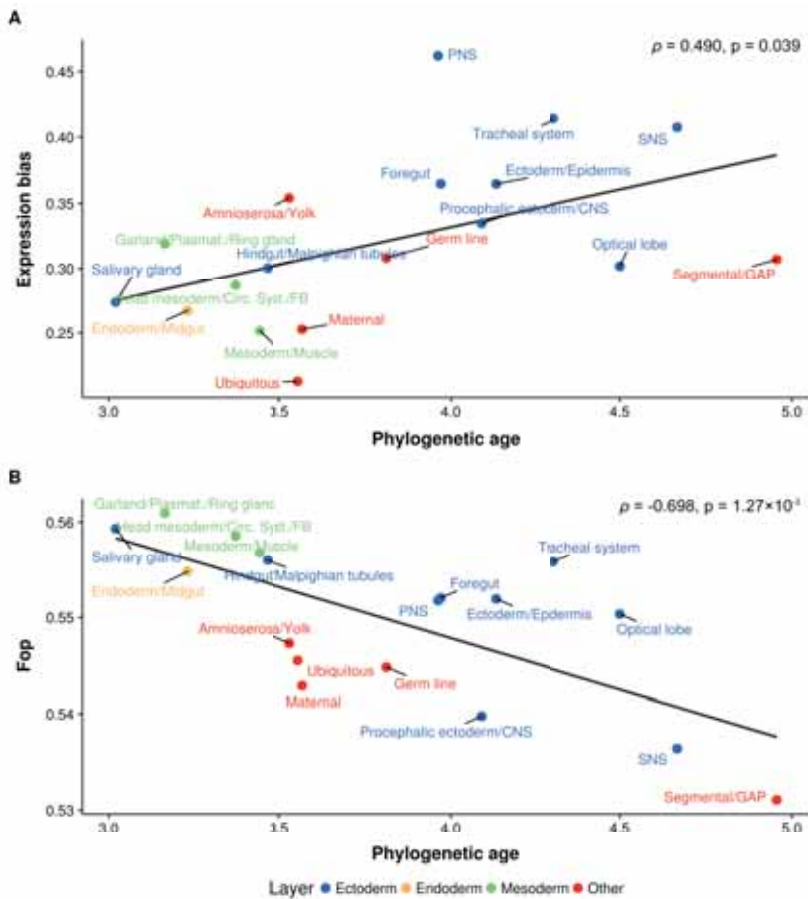 A
ρ = 0.490, p = 0.039
PNS
0.45
Tracheal system
SNS
0.40
Foregut
Ectoderm/Epidermis
0.35
Amnioserosa/Yolk
Procephalic ectoderm/CNS
Garland/Plasmat./Ring gland
Germ line
Hindgut/Malpighian tubules
Optical lobe
0.30
Salivary gland
Segmental/GAP
Head mesoderm/Circ. Syst./FB
Endoderm/Midgut
Maternal
0.25
Mesoderm/Muscle
Ubiquitous
Expression bias
3.0 3.5 4.0 4.5 5.0
Phylogenetic age
B
Garland/Plasmat./Ring gland
ρ = -0.698, p = 1.27×10⁻³
0.56
Head mesoderm/Circ. Syst./FB
Mesoderm/Muscle
Tracheal system
Salivary gland
Hindgut/Malpighian tubules
Endoderm/Midgut
Foregut
PNS
Ectoderm/Epdermis
0.55
Optical lobe
Amnioserosa/Yolk
Ubiquitous
Germ line
Maternal
0.54
Procephalic ectoderm/CNS
SNS
Segmental/GAP
0.53
Fop
3.0 3.5 4.0 4.5 5.0
Phylogenetic age
Layer Ectoderm Endoderm Mesoderm Other